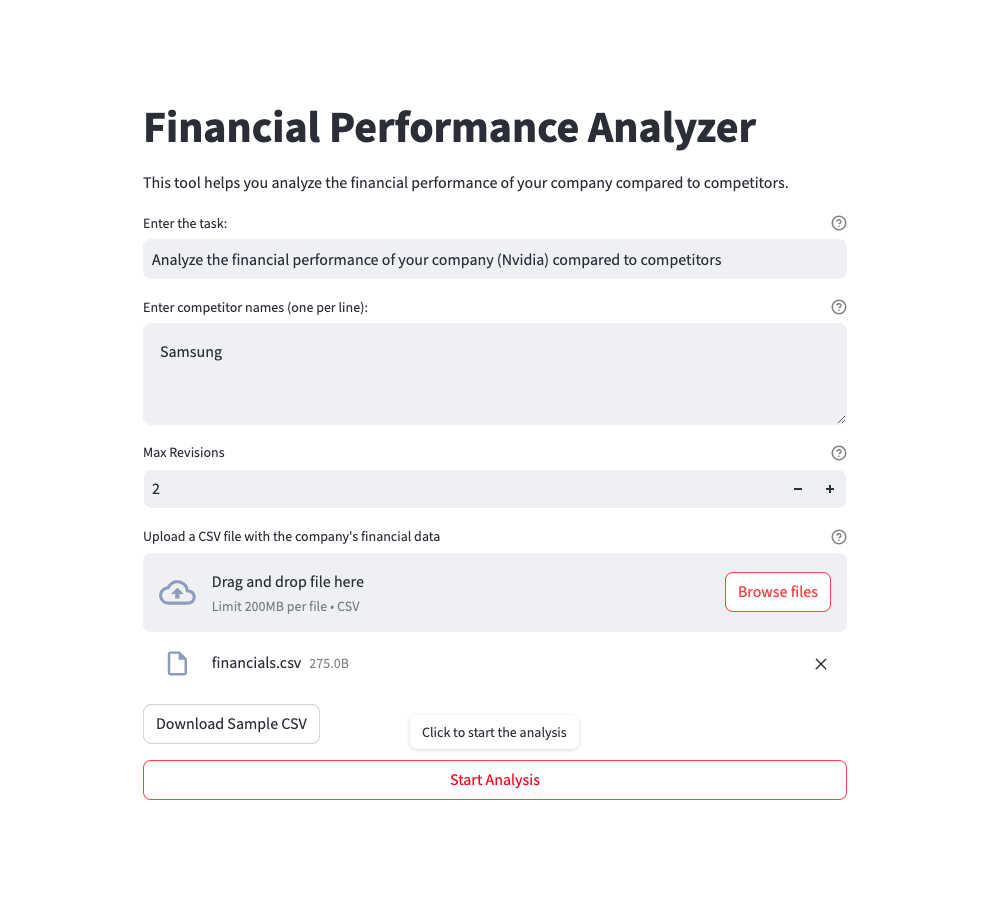 Financial Performance Analyzer
This tool helps you analyze the financial performance of your company compared to competitors.
Enter the task:
Analyze the financial performance of your company (Nvidia) compared to competitors
Enter competitor names (one per line):
Samsung
Max Revisions
2
Upload a CSV file with the company's financial data
Drag and drop file here
Limit 200MB per file • CSV
Browse files
financials.csv 275.0B
Download Sample CSV
Click to start the analysis
Start Analysis